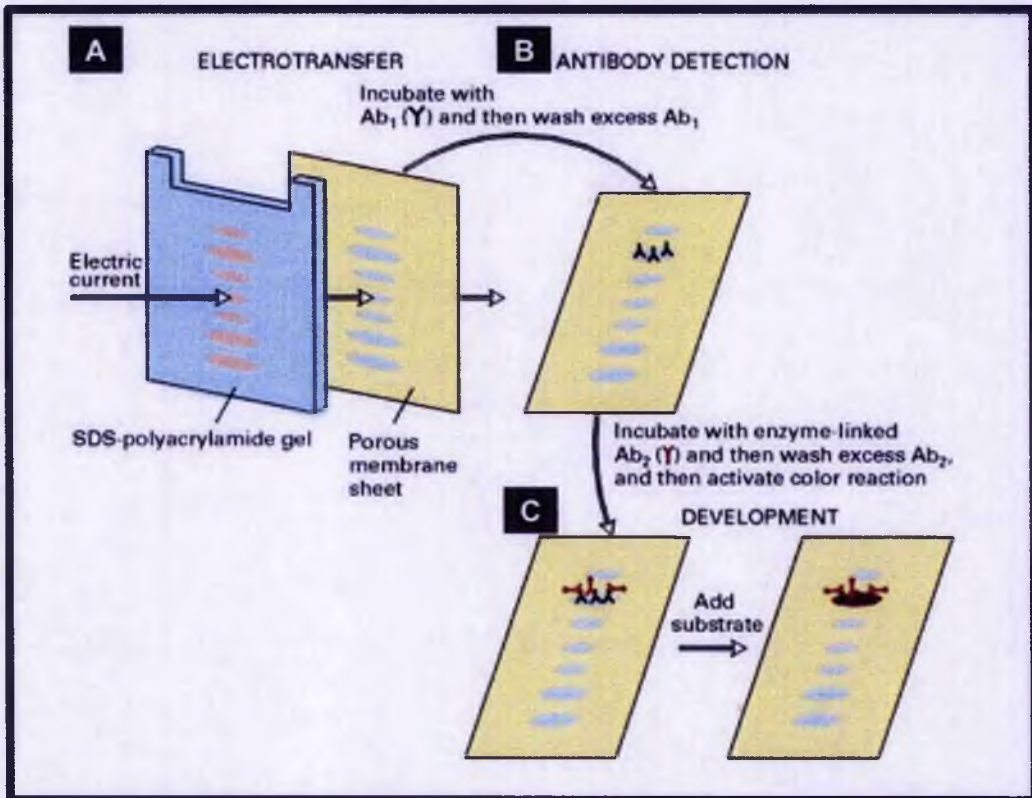 A
ELECTROTRANSFER
B
ANTIBODY DETECTION
Incubate with
Ab₁ (Y) and then wash excess Ab₁
Electric
current
SDS-polyacrylamide gel
Porous
membrane
sheet
Incubate with enzyme-linked
Ab₂ (Y) and then wash excess Ab₂,
and then activate color reaction
C
DEVELOPMENT
Add
substrate